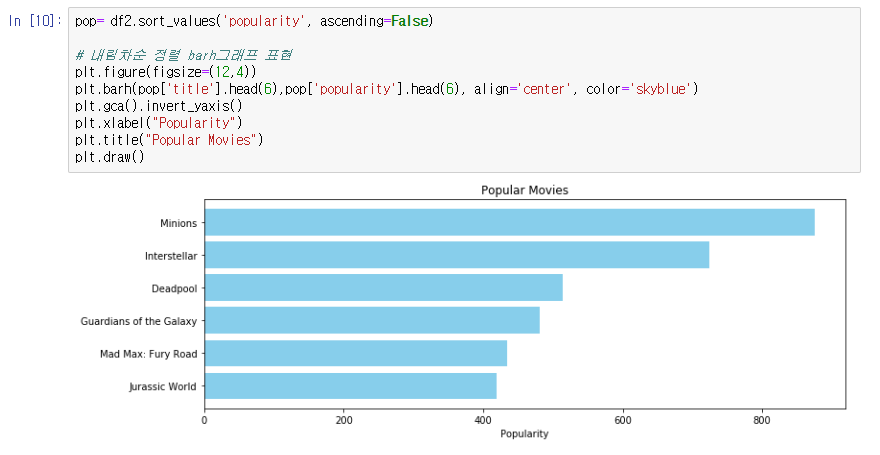 In [10]: pop= df2.sort_values('popularity', ascending=False)
# 내림차순 정렬 barh그래프 표현
plt.figure(figsize=(12,4))
plt.barh(pop['title'].head(6),pop['popularity'].head(6), align='center', color='skyblue')
plt.gca().invert_yaxis()
plt.xlabel("Popularity")
plt.title("Popular Movies")
plt.draw()
Popular Movies
Minions
Interstellar
Deadpool
Guardians of the Galaxy
Mad Max: Fury Road
Jurassic World
0 200 400 600 800
Popularity